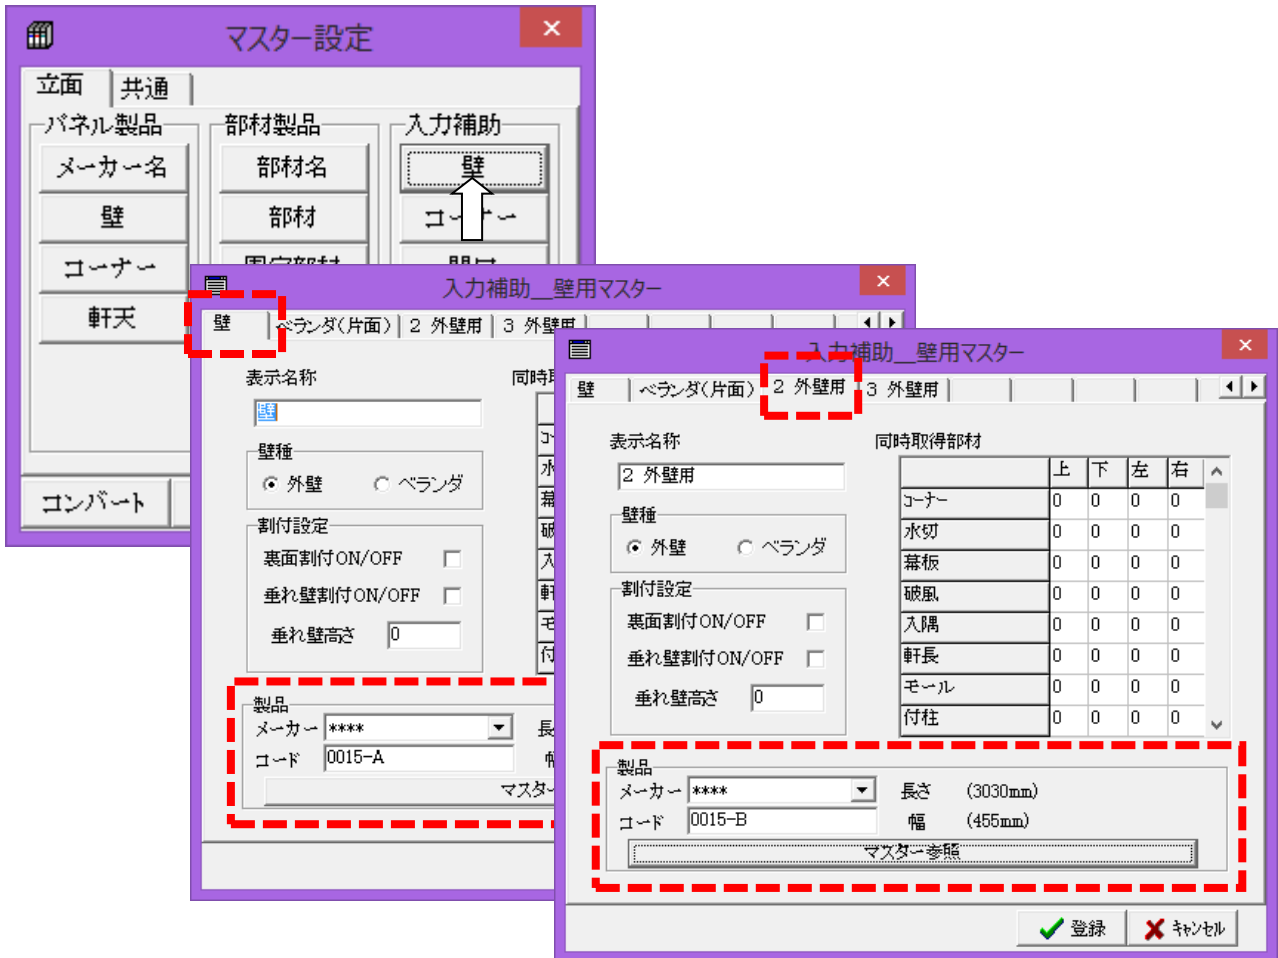 マスター設定
立面 共通
パネル製品 部材製品 入力補助
メーカー名 部材名 壁
壁 部材 コーナー
コーナー
軒天
コンバート
入力補助__壁用マスター
壁 ベランダ(片面) 2 外壁用 3 外壁用
表示名称
壁
壁種
外壁 ベランダ
割付設定
裏面割付ON/OFF
垂れ壁割付ON/OFF
垂れ壁高さ 0
製品
メーカー ****
コード 0015-A
入力補助__壁用マスター
壁 ベランダ(片面) 2 外壁用 3 外壁用
表示名称
2 外壁用
壁種
外壁 ベランダ
割付設定
裏面割付ON/OFF
垂れ壁割付ON/OFF
垂れ壁高さ 0
同時取得部材
上 下 左 右
コーナー 0 0 0 0
水切 0 0 0 0
幕板 0 0 0 0
破風 0 0 0 0
入隅 0 0 0 0
軒長 0 0 0 0
モール 0 0 0 0
付柱 0 0 0 0
製品
メーカー **** 長さ (3030mm)
コード 0015-B 幅 (455mm)
マスター参照
登録 キャンセル